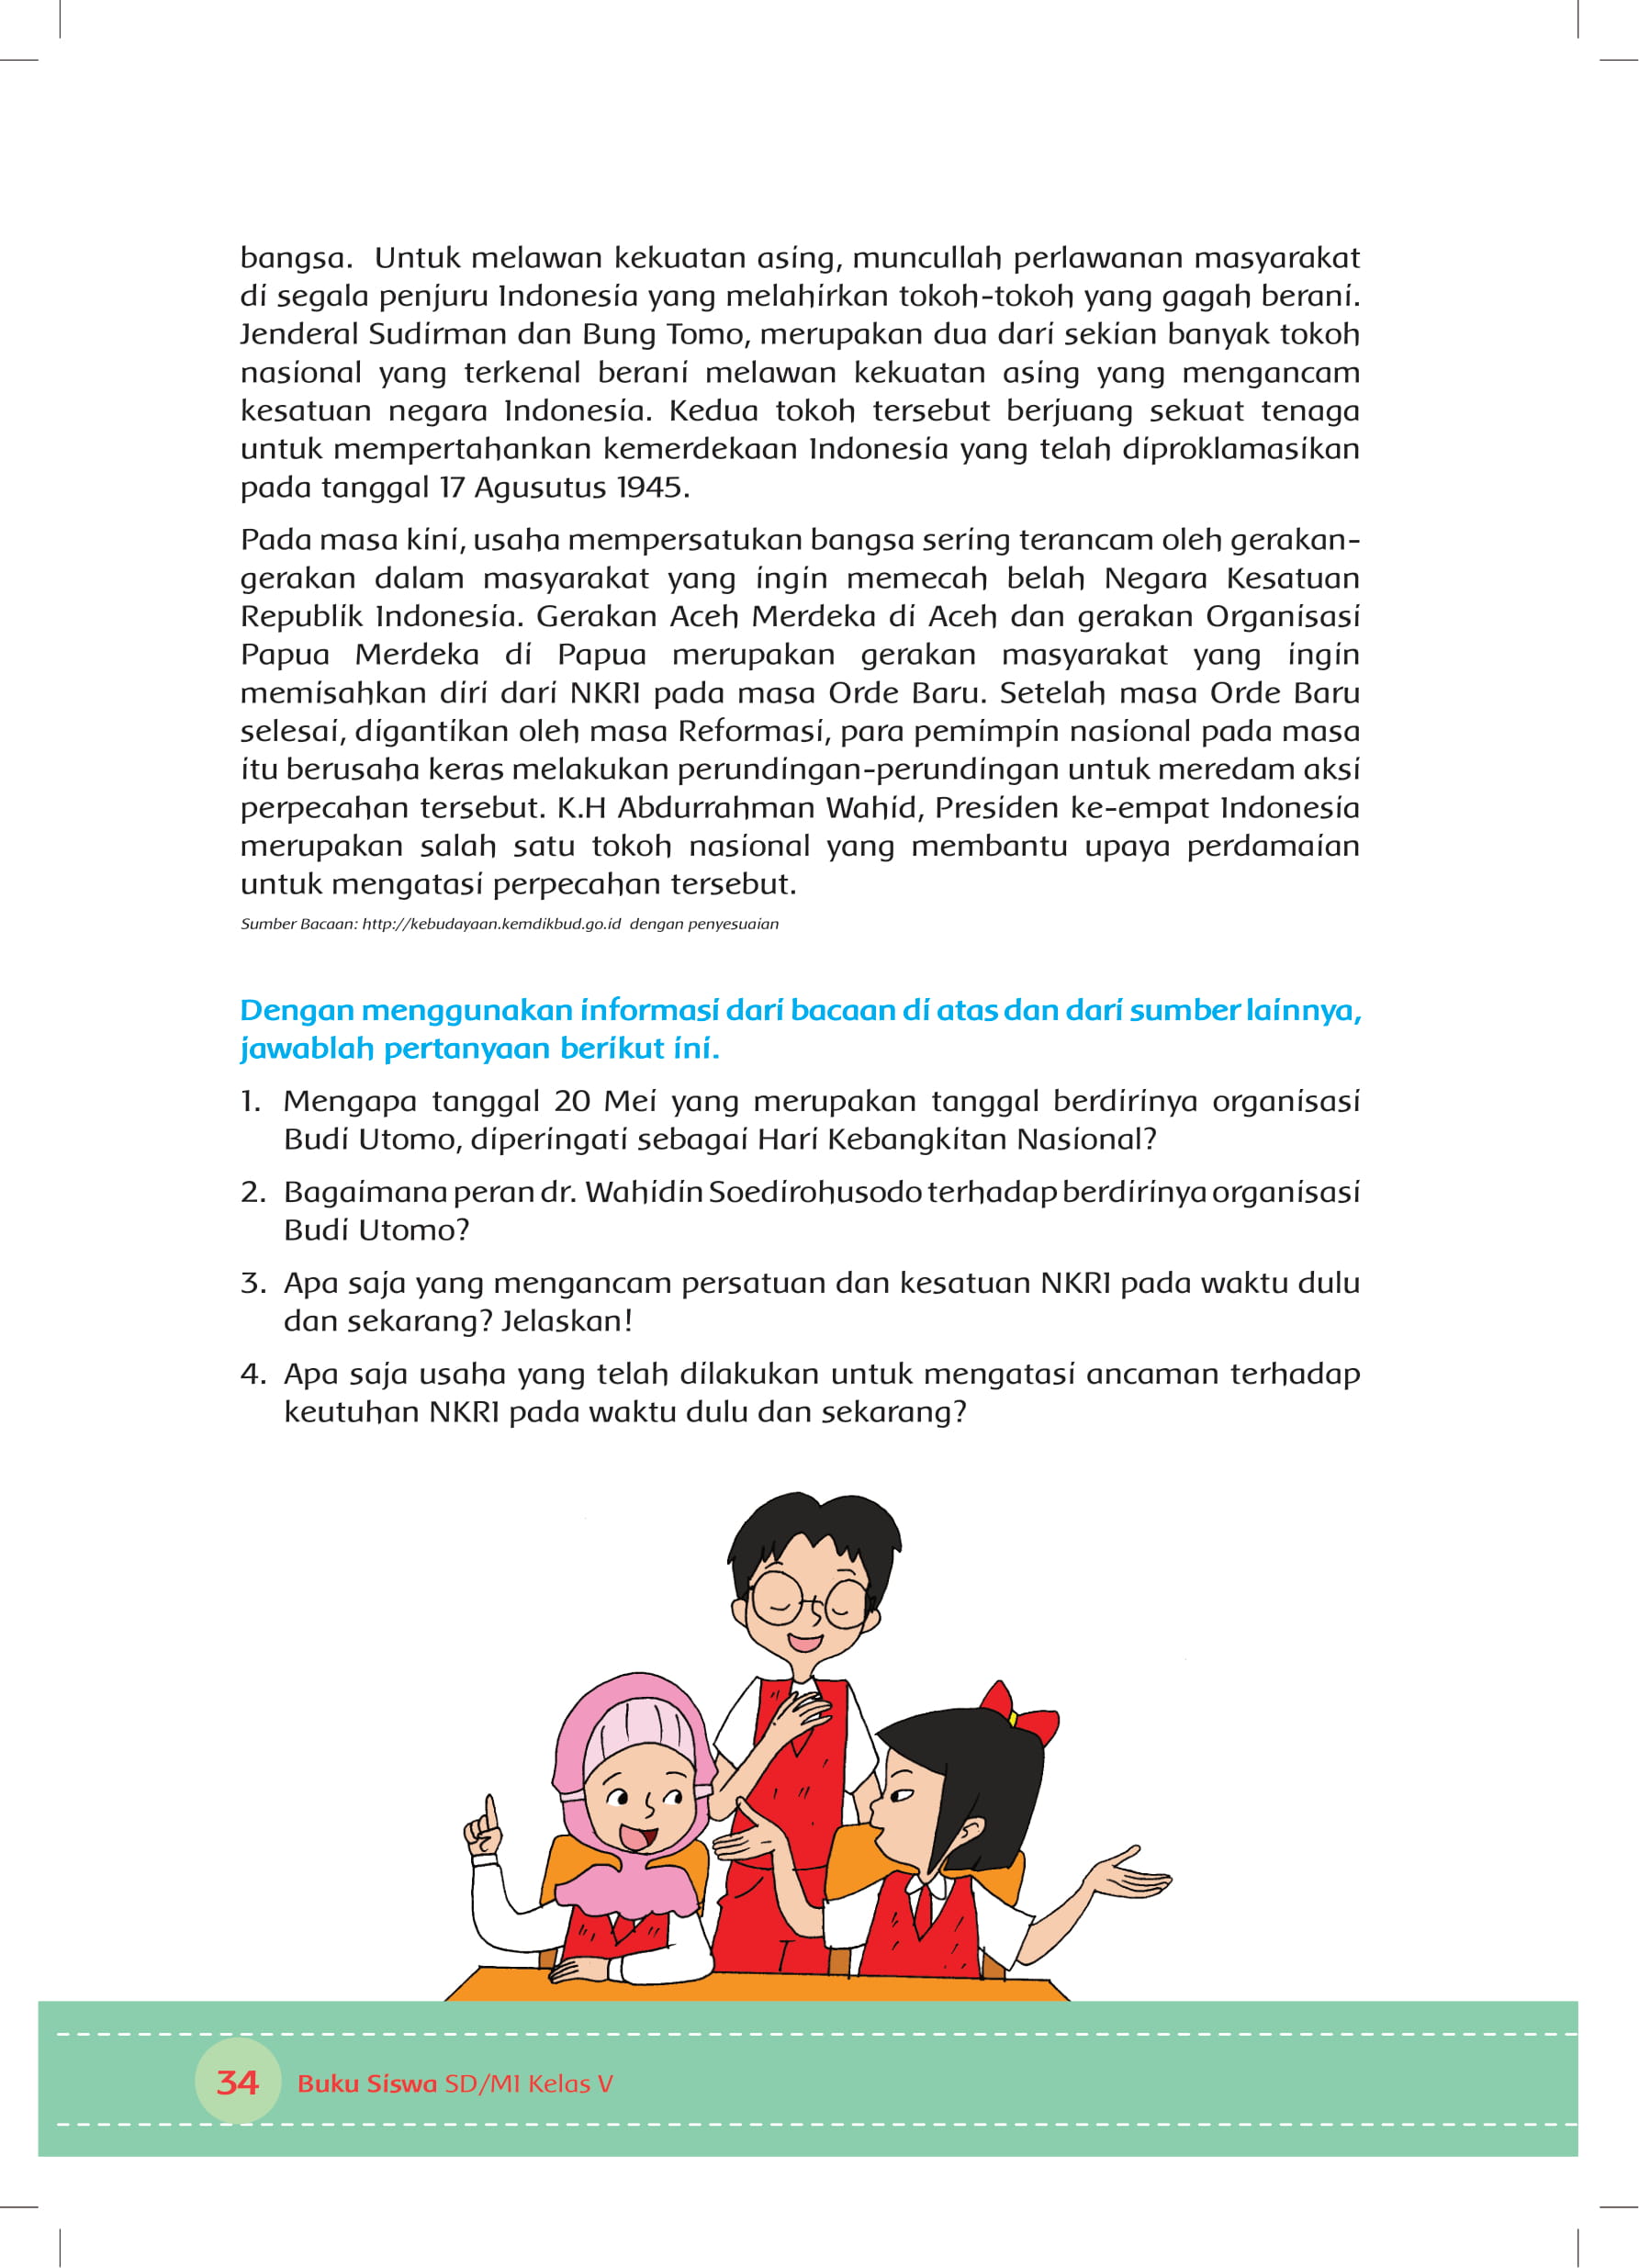 bangsa. Untuk melawan kekuatan asing, muncullah perlawanan masyarakat
di segala penjuru Indonesia yang melahirkan tokoh-tokoh yang gagah berani.
Jenderal Sudirman dan Bung Tomo, merupakan dua dari sekian banyak tokoh
nasional yang terkenal berani melawan kekuatan asing yang mengancam
kesatuan negara Indonesia. Kedua tokoh tersebut berjuang sekuat tenaga
untuk mempertahankan kemerdekaan Indonesia yang telah diproklamasikan
pada tanggal 17 Agusutus 1945.
Pada masa kini, usaha mempersatukan bangsa sering terancam oleh gerakan-
gerakan dalam masyarakat yang ingin memecah belah Negara Kesatuan
Republik Indonesia. Gerakan Aceh Merdeka di Aceh dan gerakan Organisasi
Papua Merdeka di Papua merupakan gerakan masyarakat yang ingin
memisahkan diri dari NKRI pada masa Orde Baru. Setelah masa Orde Baru
selesai, digantikan oleh masa Reformasi, para pemimpin nasional pada masa
itu berusaha keras melakukan perundingan-perundingan untuk meredam aksi
perpecahan tersebut. K.H Abdurrahman Wahid, Presiden ke-empat Indonesia
merupakan salah satu tokoh nasional yang membantu upaya perdamaian
untuk mengatasi perpecahan tersebut.
Sumber Bacaan: http://kebudayaan.kemdikbud.go.id dengan penyesuaian
Dengan menggunakan informasi dari bacaan di atas dan dari sumber lainnya,
jawablah pertanyaan berikut ini.
1. Mengapa tanggal 20 Mei yang merupakan tanggal berdirinya organisasi
Budi Utomo, diperingati sebagai Hari Kebangkitan Nasional?
2. Bagaimana peran dr. Wahidin Soedirohusodo terhadap berdirinya organisasi
Budi Utomo?
3. Apa saja yang mengancam persatuan dan kesatuan NKRI pada waktu dulu
dan sekarang? Jelaskan!
4. Apa saja usaha yang telah dilakukan untuk mengatasi ancaman terhadap
keutuhan NKRI pada waktu dulu dan sekarang?
34 Buku Siswa SD/MI Kelas V